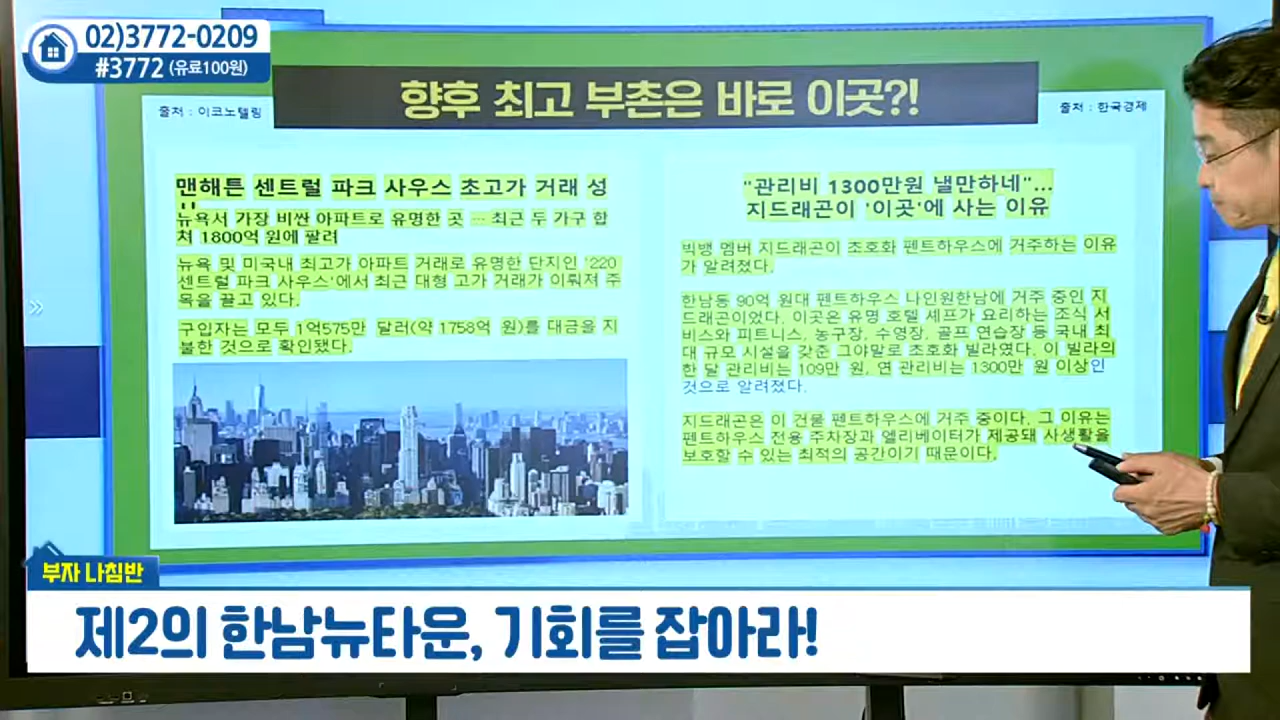 02)3772-0209
#3772 (유료100원)
향후 최고 부촌은 바로 이곳?!
출처 : 이코노텔링
출처 : 한국경제
맨해튼 센트럴 파크 사우스 초고가 거래 성
뉴욕서 가장 비싼 아파트로 유명한 곳 … 최근 두 가구 합
쳐 1800억 원에 팔려
뉴욕 및 미국내 최고가 아파트 거래로 유명한 단지인 '220
센트럴 파크 사우스'에서 최근 대형 고가 거래가 이뤄져 주
목을 끌고 있다.
구입자는 모두 1억575만 달러(약 1758억 원)를 대금을 지
불한 것으로 확인됐다.
"관리비 1300만원 낼만하네"...
지드래곤이 '이곳'에 사는 이유
빅뱅 멤버 지드래곤이 초호화 펜트하우스에 거주하는 이유
가 알려졌다.
한남동 90억 원대 펜트하우스 나인원한남에 거주 중인 지
드래곤이었다. 이곳은 유명 호텔 셰프가 요리하는 조식 서
비스와 피트니스, 농구장, 수영장, 골프 연습장 등 국내 최
대 규모 시설을 갖춘 그야말로 초호화 빌라였다. 이 빌라의
한 달 관리비는 109만 원, 연 관리비는 1300만 원 이상인
것으로 알려졌다.
지드래곤은 이 건물 펜트하우스에 거주 중이다. 그 이유는
펜트하우스 전용 주차장과 엘리베이터가 제공돼 사생활을
보호할 수 있는 최적의 공간이기 때문이다.
부자 나침반
제2의 한남뉴타운, 기회를 잡아라!